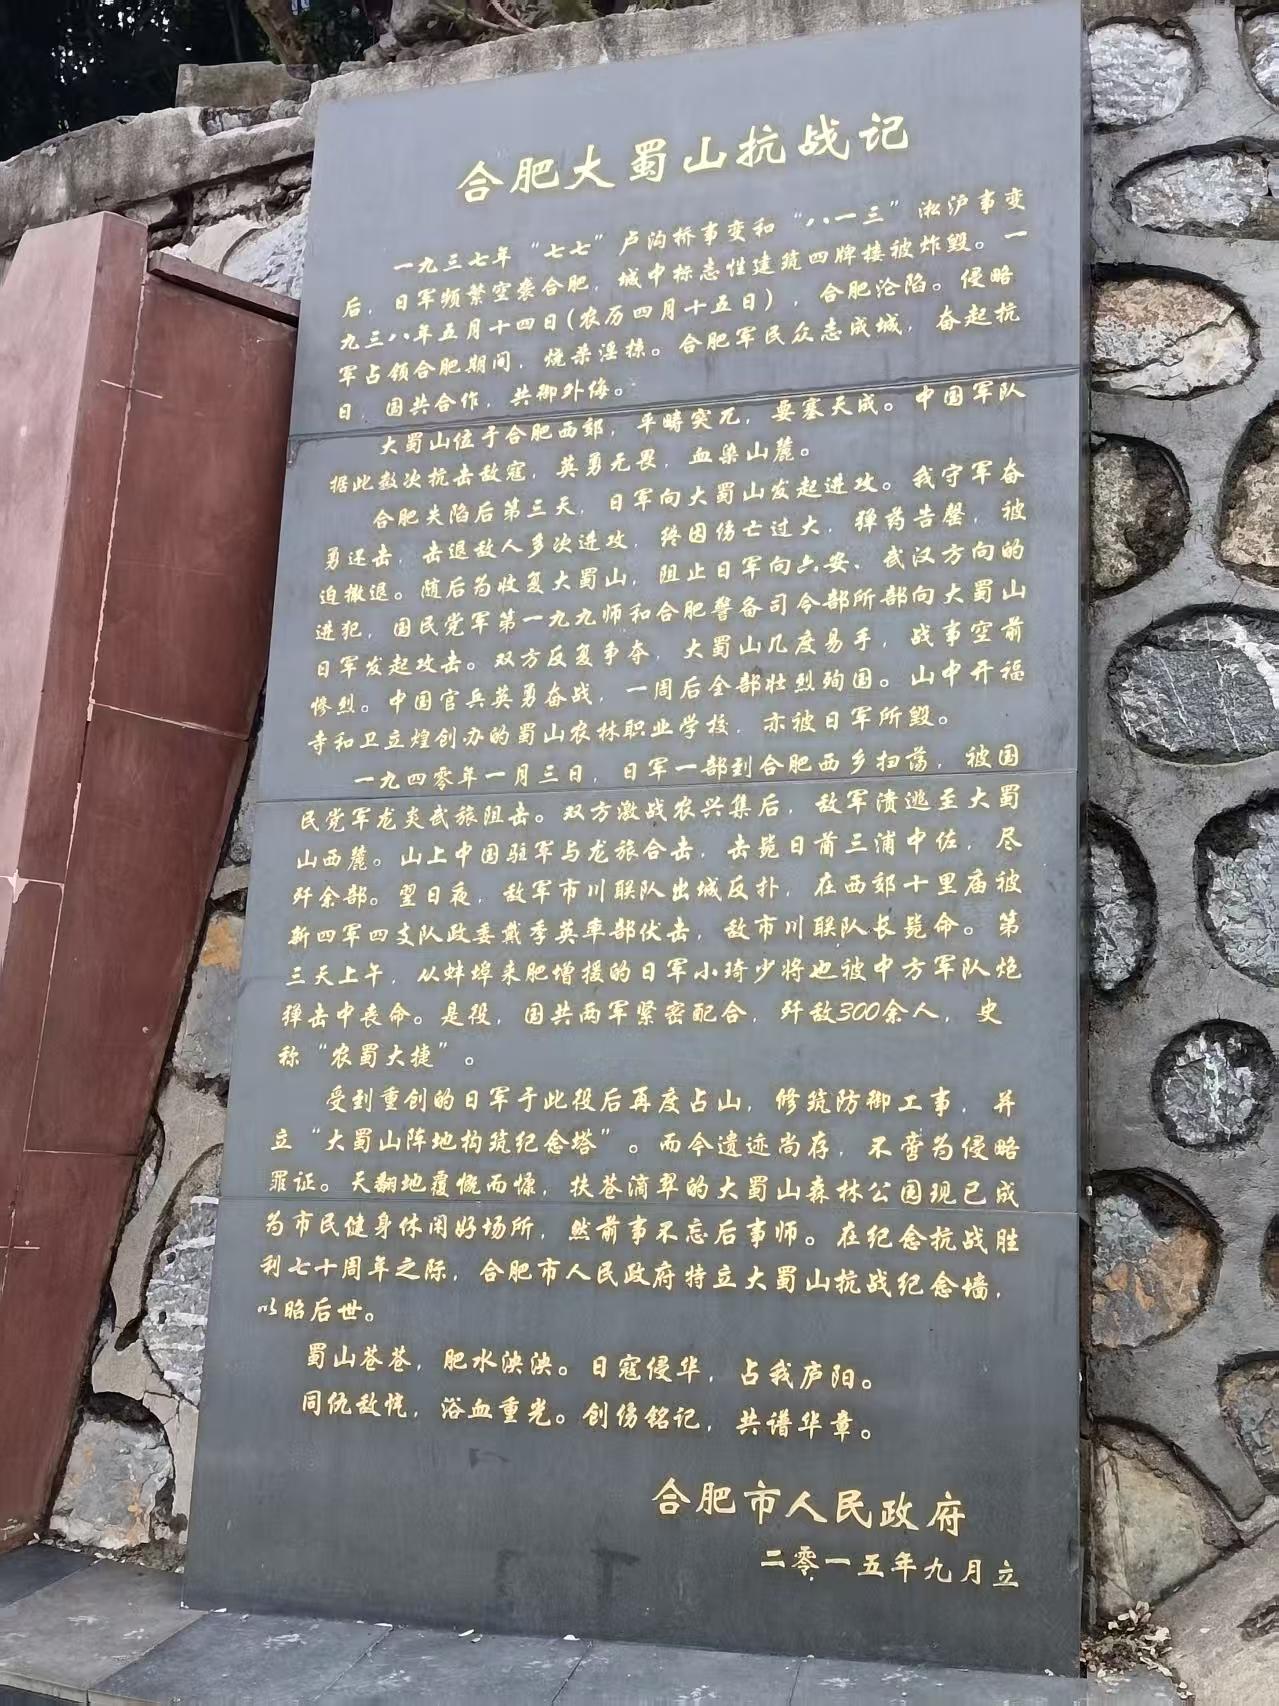 合肥大蜀山抗战记
一九三七年“七七”卢沟桥事变和“八一三”淞沪事变
后，日军频繁空袭合肥，城中标志性建筑四牌楼被炸毁。一
九三八年五月十四日(农历四月十五日)，合肥沦陷。侵略
军占领合肥期间，烧杀淫掠。合肥军民众志成城，奋起抗
日，国共合作，共御外侮。
大蜀山位于合肥西郊，平畴突兀，要塞天成。中国军队
据此数次抗击敌寇，英勇无畏，血染山麓。
合肥失陷后第三天，日军向大蜀山发起进攻。我守军奋
勇还击，击退敌人多次进攻，终因伤亡过大，弹药告罄，被
迫撤退。随后为收复大蜀山，阻止日军向六安、武汉方向的
进犯，国民党军第一九九师和合肥警备司令部所部向大蜀山
日军发起攻击。双方反复争夺，大蜀山几度易手，战事空前
惨烈。中国官兵英勇奋战，一周后全部壮烈殉国。山中开福
寺和卫立煌创办的蜀山农林职业学校，亦被日军所毁。
一九四零年一月三日，日军一部到合肥西乡扫荡，被国
民党军龙炎武旅阻击。双方激战农兴集后，敌军溃逃至大蜀
山西麓。山上中国驻军与龙旅合击，击毙日酋三浦中佐，尽
歼余部。翌日夜，敌军市川联队出城反扑，在西郊十里庙被
新四军四支队政委戴季英率部伏击，敌市川联队长毙命。第
三天上午，从蚌埠来肥增援的日军小琦少将也被中方军队炮
弹击中丧命。是役，国共两军紧密配合，歼敌300余人，史
称“农蜀大捷”。
受到重创的日军于此役后再度占山，修筑防御工事，并
立“大蜀山阵地构筑纪念塔”。而今遗迹尚存，不啻为侵略
罪证。天翻地覆慨而慷，扶苍滴翠的大蜀山森林公园现已成
为市民健身休闲好场所，然前事不忘后事师。在纪念抗战胜
利七十周年之际，合肥市人民政府特立大蜀山抗战纪念墙，
以昭后世。
蜀山苍苍，肥水泱泱。日寇侵华，占我庐阳。
同仇敌忾，浴血重光。创伤铭记，共谱华章。
合肥市人民政府
二零一五年九月立